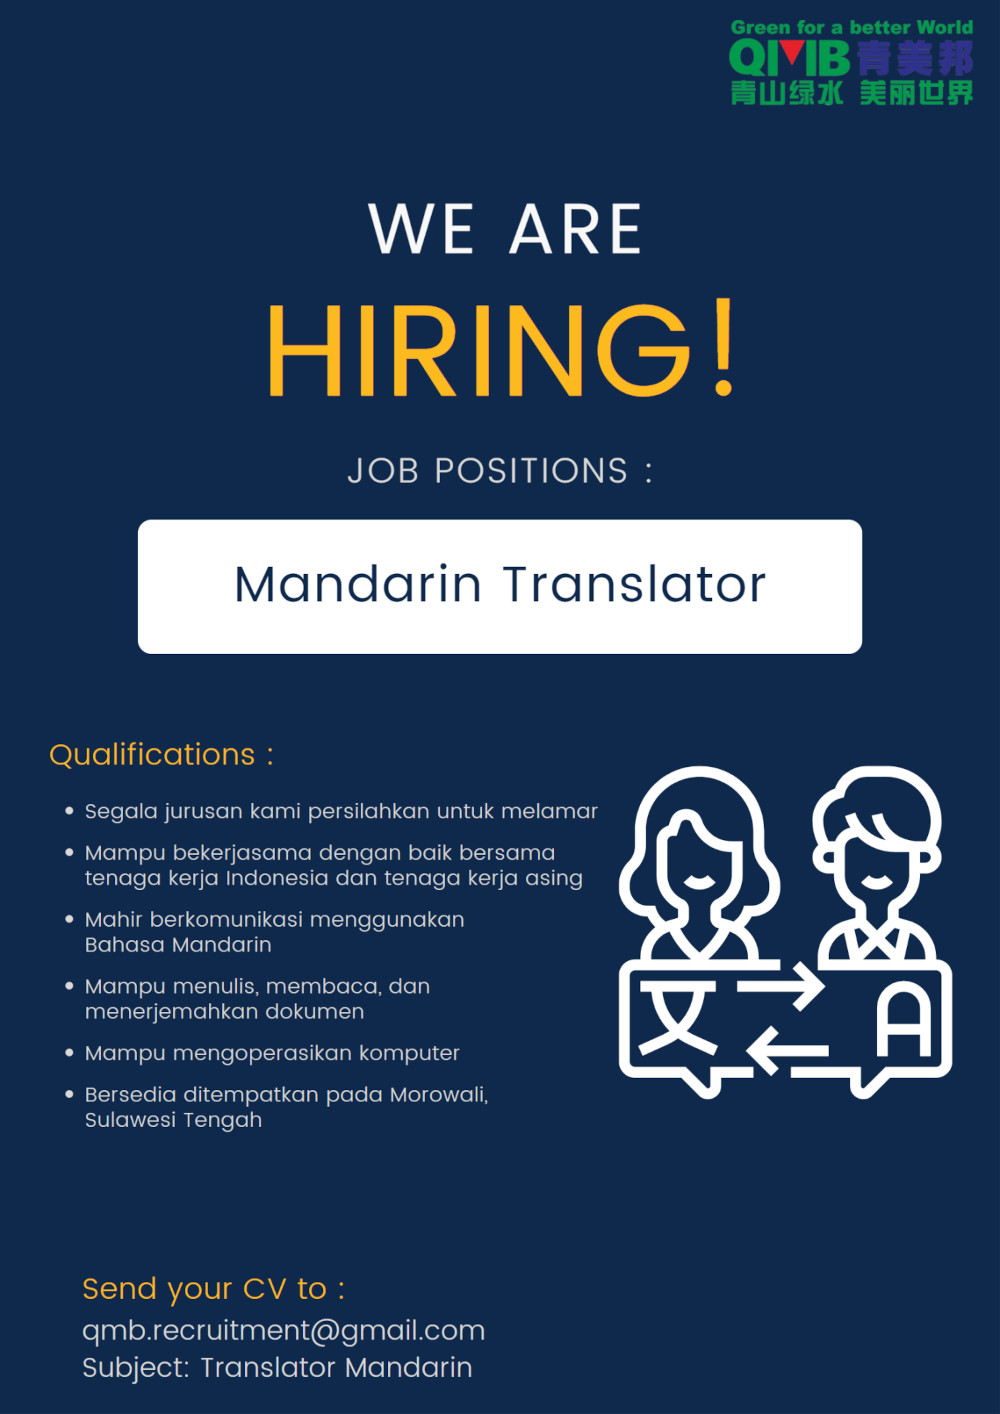 Green for a better World
QMB 青美邦
青山绿水 美丽世界
WE ARE
HIRING!
JOB POSITIONS :
Mandarin Translator
Qualifications :
• Segala jurusan kami persilahkan untuk melamar
• Mampu bekerjasama dengan baik bersama
tenaga kerja Indonesia dan tenaga kerja asing
• Mahir berkomunikasi menggunakan
Bahasa Mandarin
• Mampu menulis, membaca, dan
menerjemahkan dokumen
• Mampu mengoperasikan komputer
• Bersedia ditempatkan pada Morowali,
Sulawesi Tengah
文 A
Send your CV to :
qmb.recruitment@gmail.com
Subject: Translator Mandarin